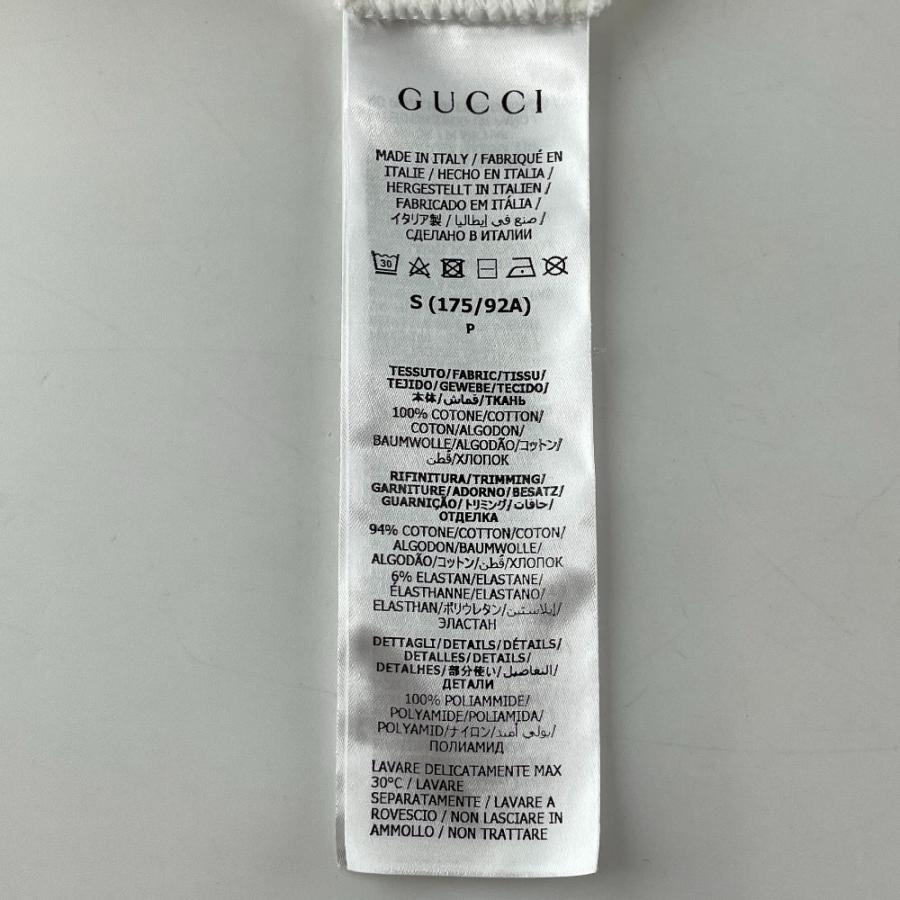 GUCCI
MADE IN ITALY / FABRIQUÉ EN
ITALIE / HECHO EN ITALIA /
HERGESTELLT IN ITALIEN /
FABRICADO EM ITÁLIA /
イタリア製 / صنع في إيطاليا /
СДЕЛАНО В ИТАЛИИ
30
S (175/92A)
P
TESSUTO/FABRIC/TISSU/
TEJIDO/GEWEBE/TECIDO/
本体/قماش/ТКАНЬ
100% COTONE/COTTON/
COTON/ALGODON/
BAUMWOLLE/ALGODÃO/コットン/
قُطن/ХЛОПОК
RIFINITURA/TRIMMING/
GARNITURE/ADORNO/BESATZ/
GUARNIÇÃO/トリミング/حافات/
ОТДЕЛКА
94% COTONE/COTTON/COTON/
ALGODON/BAUMWOLLE/
ALGODÃO/コットン/قُطن/ХЛОПОК
6% ELASTAN/ELASTANE/
ÉLASTHANNE/ELASTANO/
ELASTHAN/ポリウレタン/إيلاستين/
ЭЛАСТАН
DETTAGLI/DETAILS/DÉTAILS/
DETALLES/DETAILS/
DETALHES/部分使い/التفاصيل/
ДЕТАЛИ
100% POLIAMMIDE/
POLYAMIDE/POLIAMIDA/
POLYAMID/ナイロン/بولي أميد/
ПОЛИАМИД
LAVARE DELICATAMENTE MAX
30°C / LAVARE
SEPARATAMENTE / LAVARE A
ROVESCIO / NON LASCIARE IN
AMMOLLO / NON TRATTARE